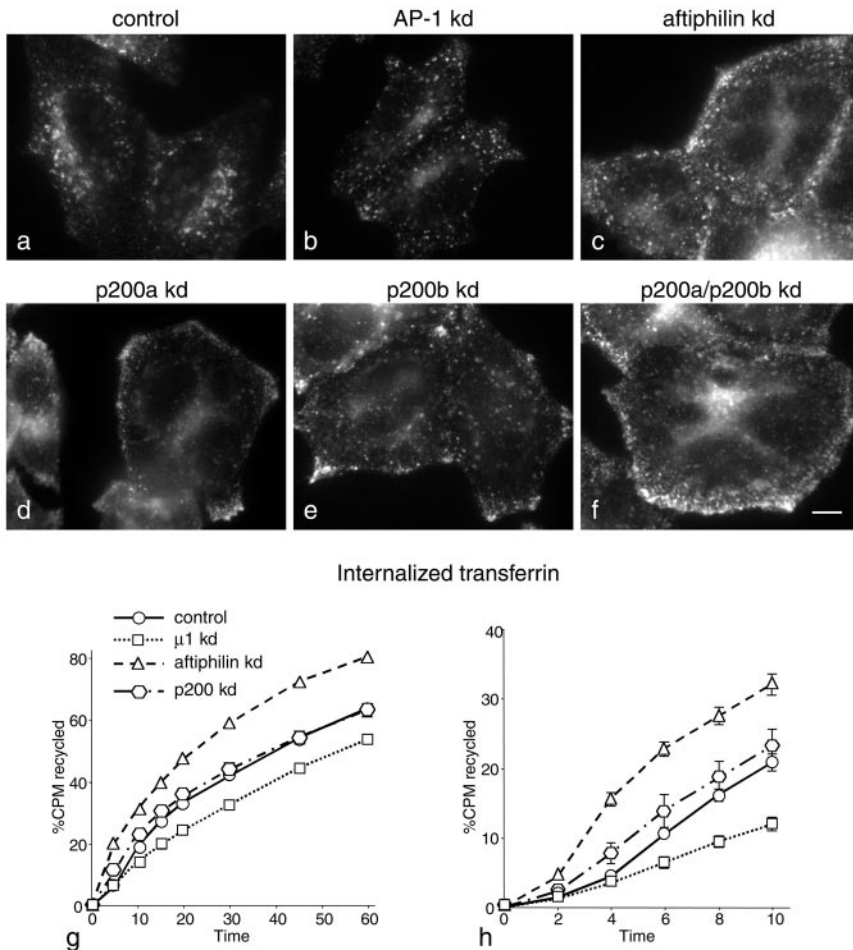 control AP-1 kd aftiphilin kd
a b c
p200a kd p200b kd p200a/p200b kd
d e f
Internalized transferrin
control
μ1 kd
aftiphilin kd
p200 kd
%CPM recycled
80
60
40
20
0
0 10 20 30 40 50 60
Time
g
%CPM recycled
40
30
20
10
0
0 2 4 6 8 10
Time
h